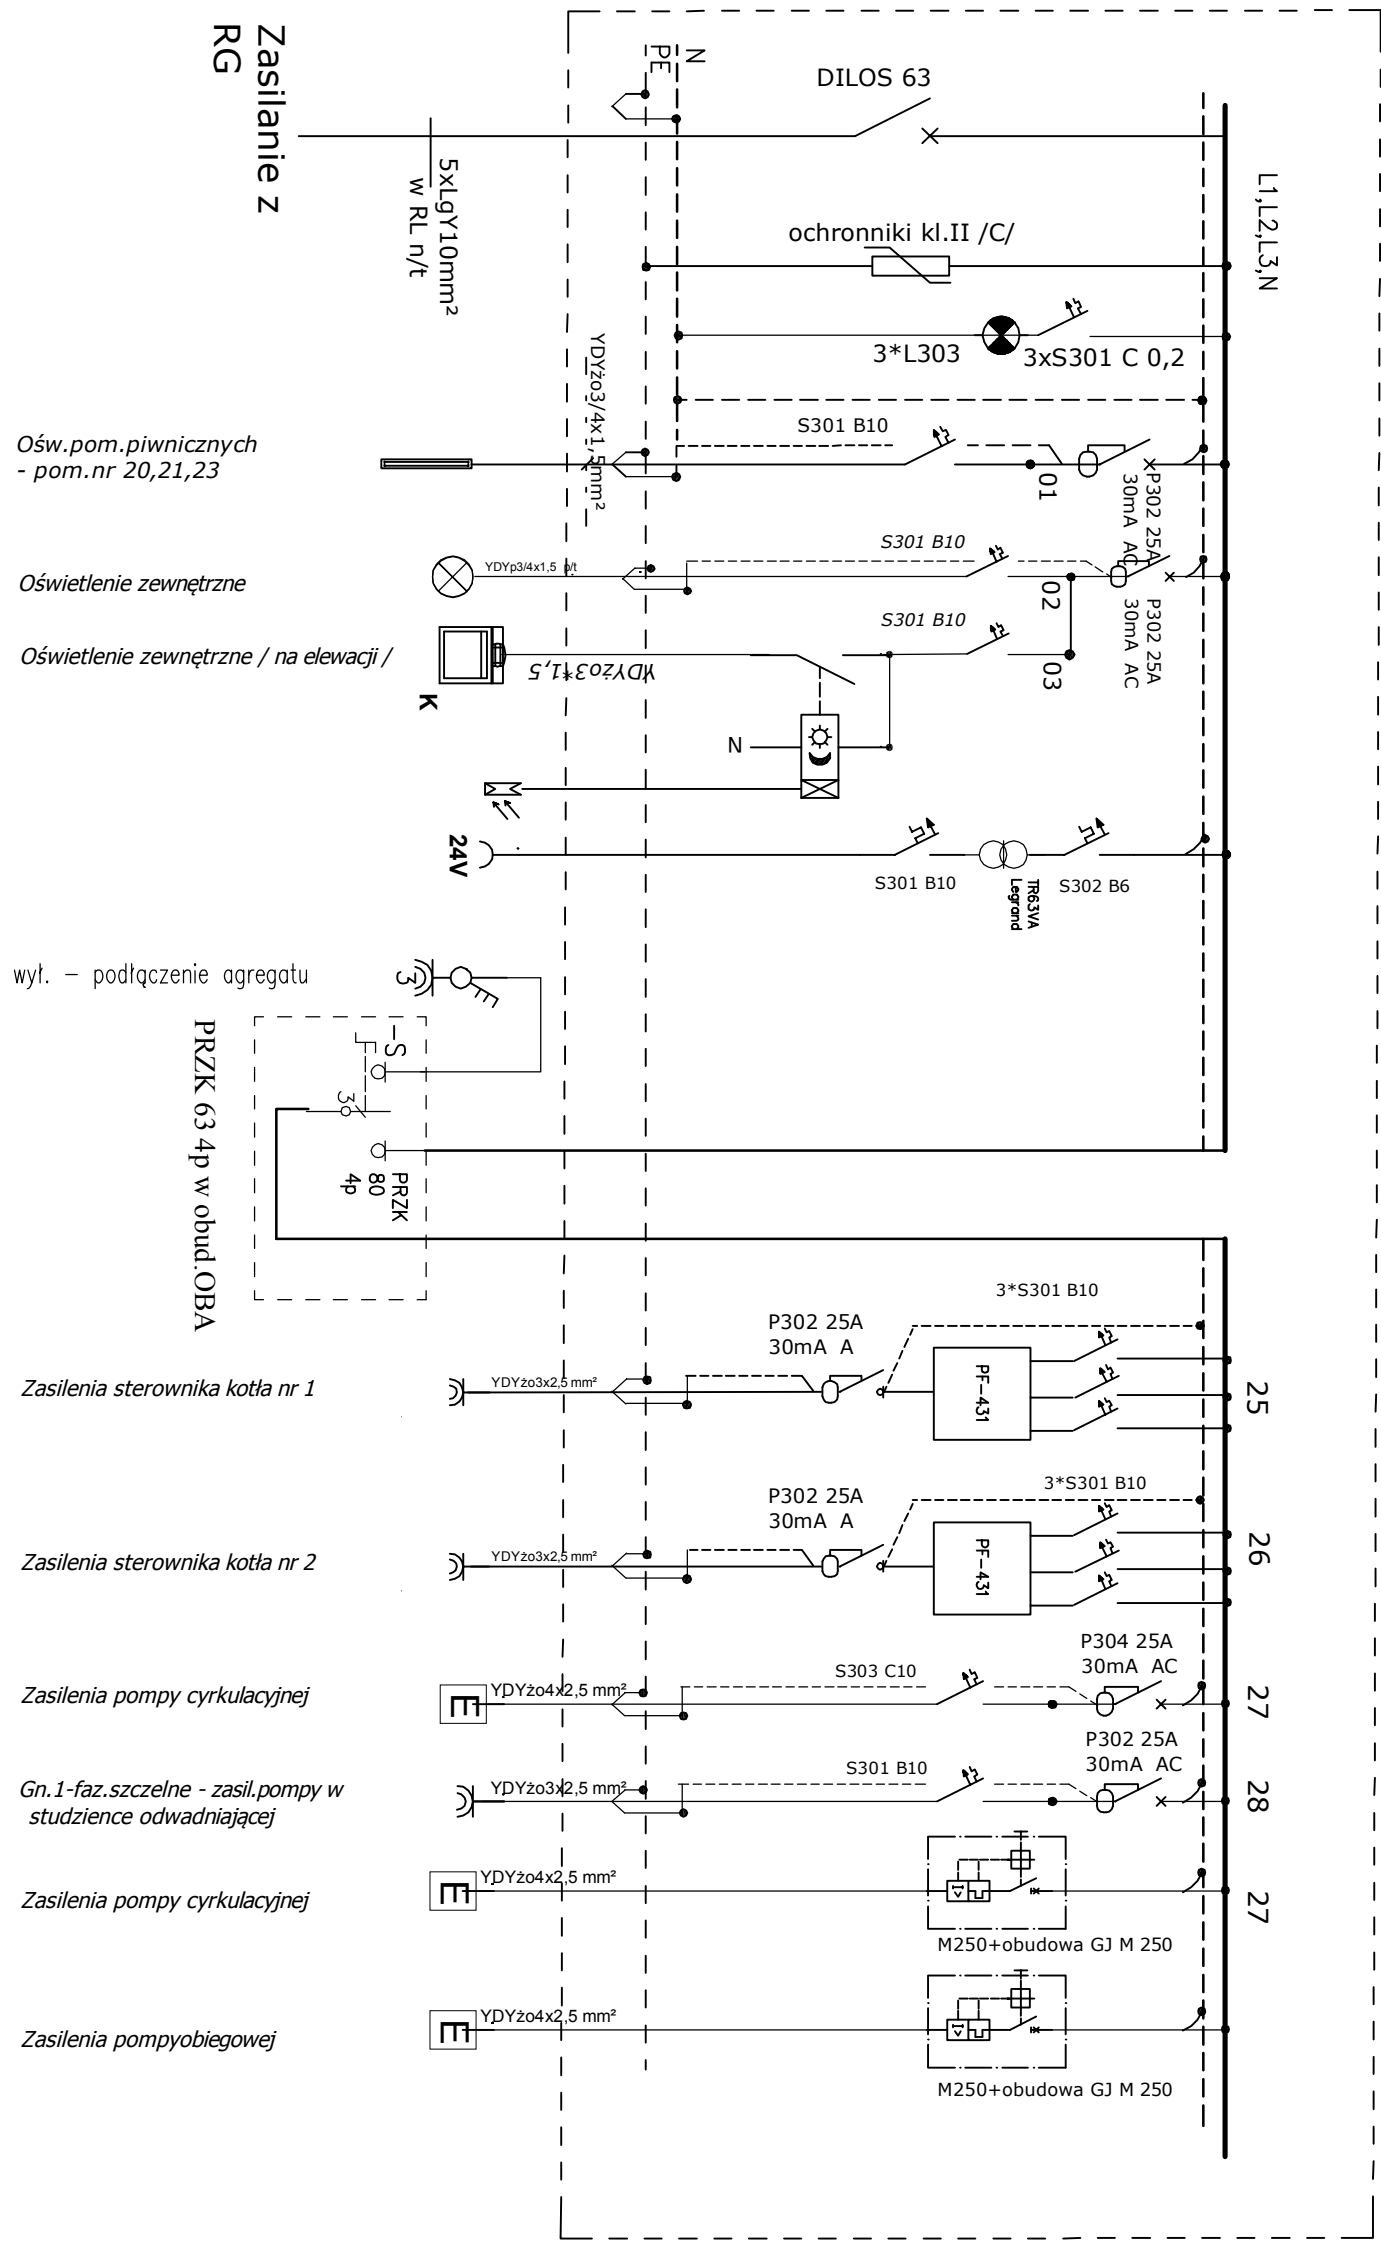 Zasilanie z
RG
N
PE
DILOS 63
5xLgY10mm²
w RL n/t
L1,L2,L3,N
ochronniki kl.II /C/
3*L303
3xS301 C 0,2
YDYżo3/4x1,5mm²
Ośw.pom.piwnicznych
- pom.nr 20,21,23
S301 B10
01
P302 25A
30mA AC
Oświetlenie zewnętrzne
YDYp3/4x1,5 p/t
S301 B10
02
P302 25A
30mA AC
Oświetlenie zewnętrzne / na elewacji /
K
YDYżo3*1,5
S301 B10
03
N
24V
S301 B10
TR63VA
Legrand
S302 B6
wył. – podłączenie agregatu
3
-S
3
PRZK
80
4p
PRZK 63 4p w obud.OBA
3*S301 B10
P302 25A
30mA A
Zasilenia sterownika kotła nr 1
YDYżo3x2,5 mm²
PF-431
25
3*S301 B10
P302 25A
30mA A
Zasilenia sterownika kotła nr 2
YDYżo3x2,5 mm²
PF-431
26
P304 25A
30mA AC
S303 C10
Zasilenia pompy cyrkulacyjnej
YDYżo4x2,5 mm²
27
P302 25A
30mA AC
S301 B10
Gn.1-faz.szczelne - zasil.pompy w
studzience odwadniającej
YDYżo3x2,5 mm²
28
Zasilenia pompy cyrkulacyjnej
YDYżo4x2,5 mm²
I>
27
M250+obudowa GJ M 250
Zasilenia pompyobiegowej
YDYżo4x2,5 mm²
I>
M250+obudowa GJ M 250